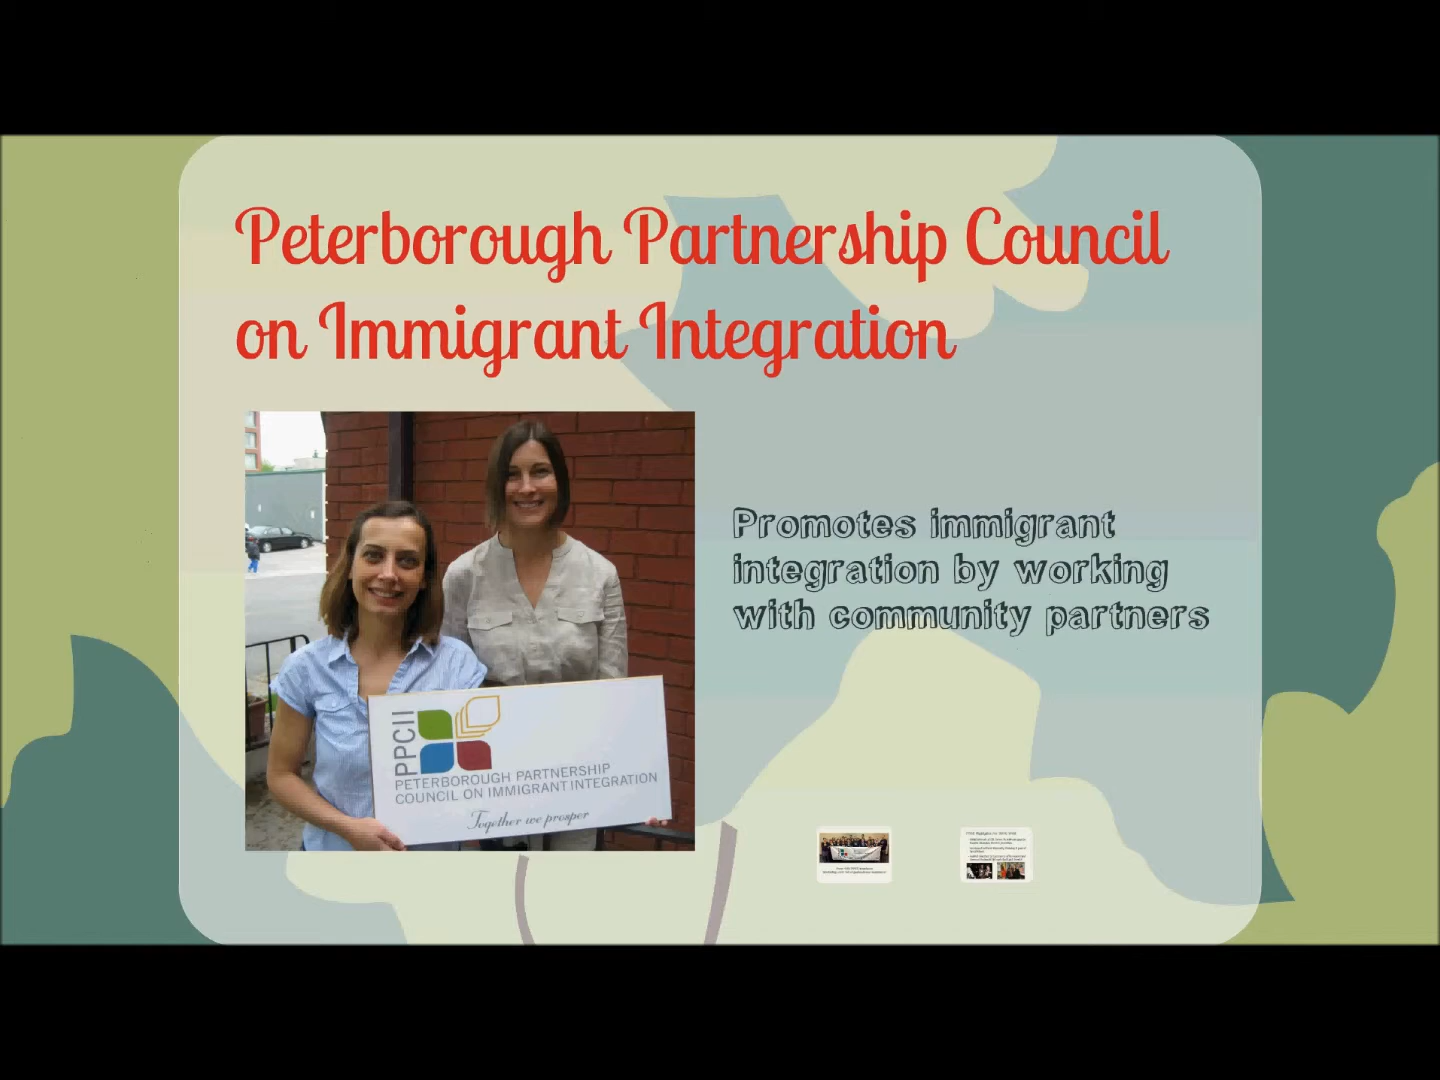 Peterborough Partnership Council
on Immigrant Integration
Promotes immigrant
integration by working
with community partners
PPCII
PETERBOROUGH PARTNERSHIP
COUNCIL ON IMMIGRANT INTEGRATION
Together we prosper